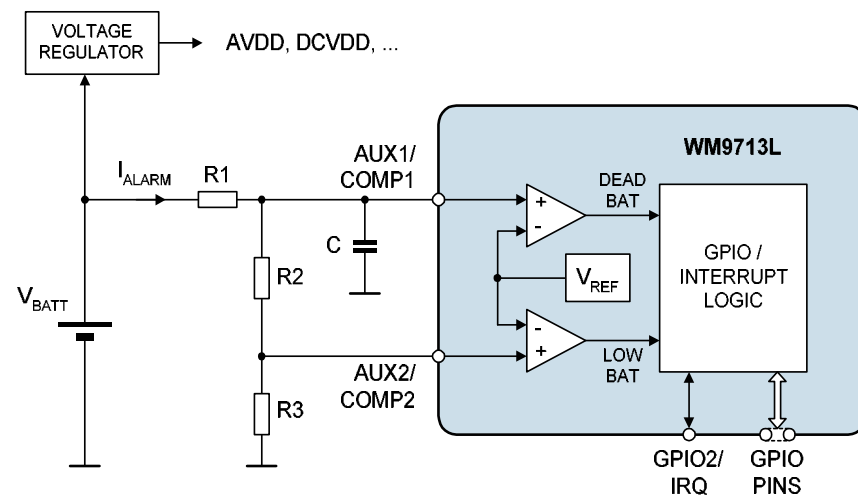 VOLTAGE
REGULATOR
AVDD, DCVDD, ...
WM9713L
AUX1/
COMP1
I_ALARM
R1
+
-
DEAD
BAT
C
V_REF
GPIO /
INTERRUPT
LOGIC
R2
V_BATT
-
+
LOW
BAT
AUX2/
COMP2
R3
GPIO2/
IRQ
GPIO
PINS